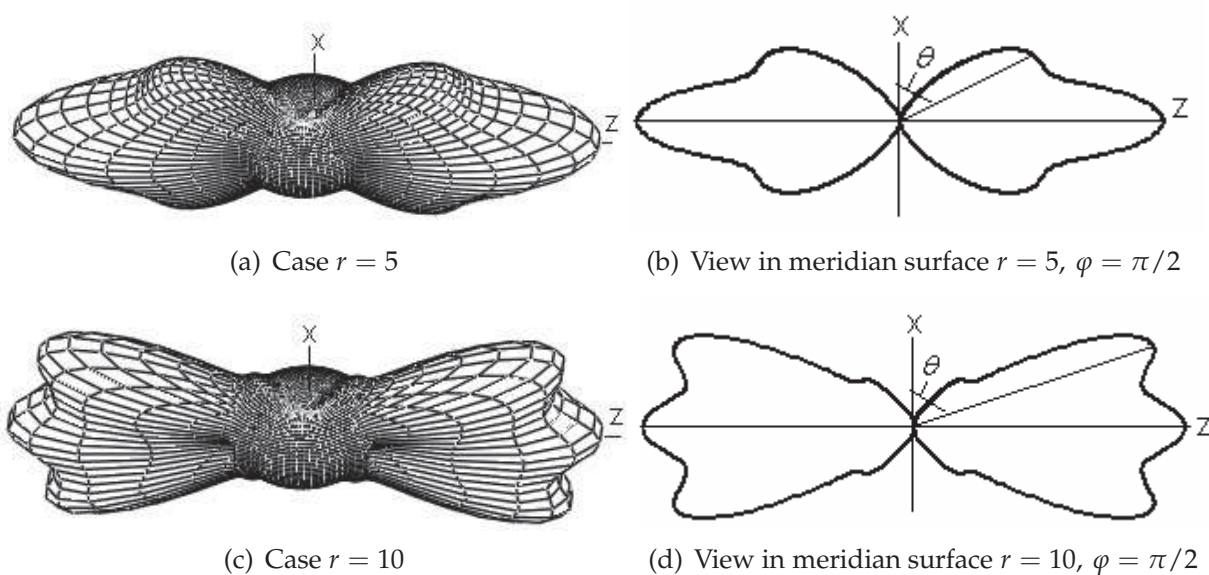 X
Z
X
θ
Z
(a) Case r = 5
(b) View in meridian surface r = 5, φ = π/2
X
Z
X
θ
Z
(c) Case r = 10
(d) View in meridian surface r = 10, φ = π/2